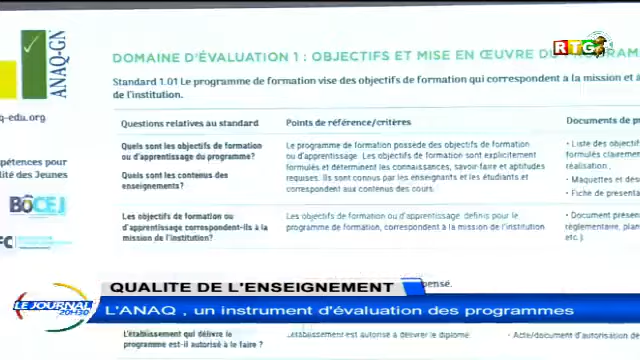 RTG
ANAQ-GN
q-edu.org
DOMAINE D'ÉVALUATION 1 : OBJECTIFS ET MISE EN ŒUVRE DU PROGRAMM
Standard 1.01 Le programme de formation vise des objectifs de formation qui correspondent à la mission et à
de l'institution.
Questions relatives au standard
Points de référence/critères
Documents de p
Quels sont les objectifs de formation
ou d'apprentissage du programme?
Quels sont les contenus des
enseignements?
Le programme de formation possède des objectifs de formation
ou d'apprentissage. Les objectifs de formation sont explicitement
formulés et déterminent les connaissances, savoir-faire et aptitudes
requises. Ils sont connus par les enseignants et les étudiants et
correspondent aux contenus des cours.
• Liste des objectif
formulés clairemen
réalisation ;
• Maquettes et des
• Fiche de présenta
pétences pour
lité des Jeunes
BoCEJ
FC
Les objectifs de formation ou
d'apprentissage correspondent-ils à la
mission de l'institution?
Les objectifs de formation ou d'apprentissage, définis pour le
programme de formation, correspondent à la mission de l'institution
• Document présen
réglementaire, plan
etc.)
pensé.
QUALITE DE L'ENSEIGNEMENT
LE JOURNAL
20H30
L'ANAQ , un instrument d'évaluation des programmes
L'établissement qui délivre le
programme est-il autorisé à le faire ?
L'établissement est autorisé à délivrer le diplôme
• Acte/document d'autorisation de